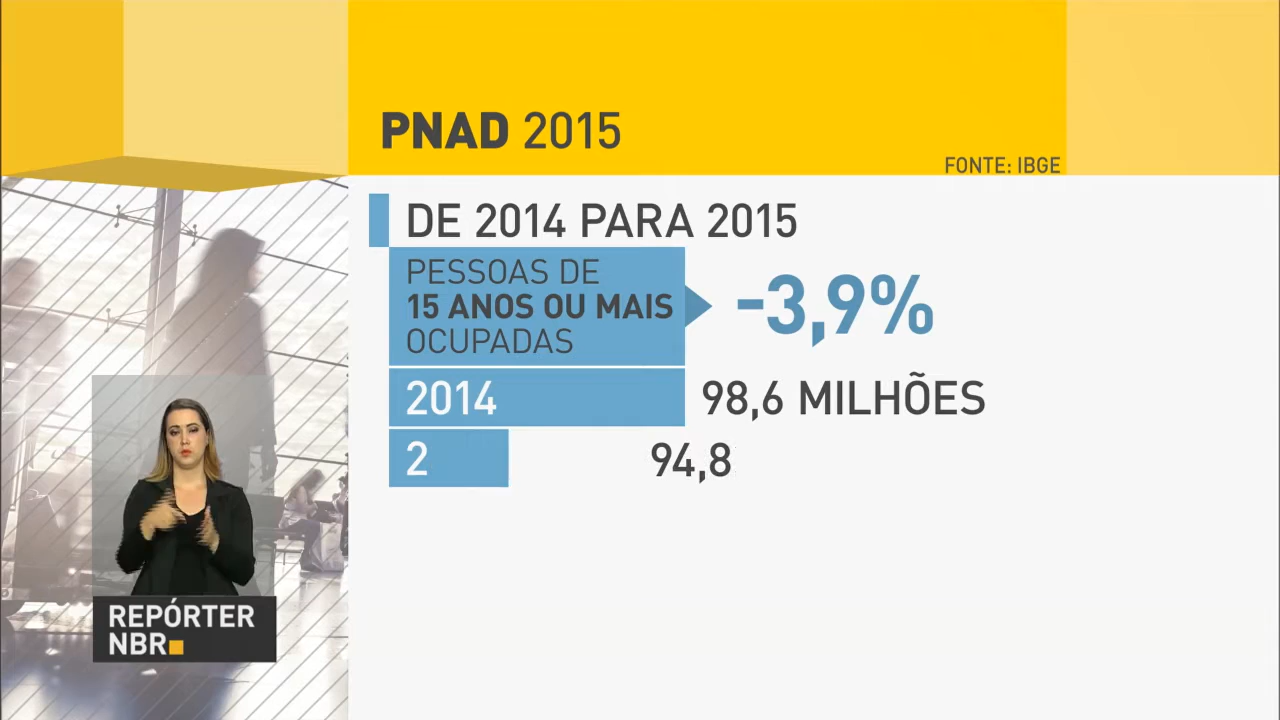 PNAD 2015
FONTE: IBGE
DE 2014 PARA 2015
PESSOAS DE
15 ANOS OU MAIS
OCUPADAS
-3,9%
2014 98,6 MILHÕES
2 94,8
REPÓRTER
NBR